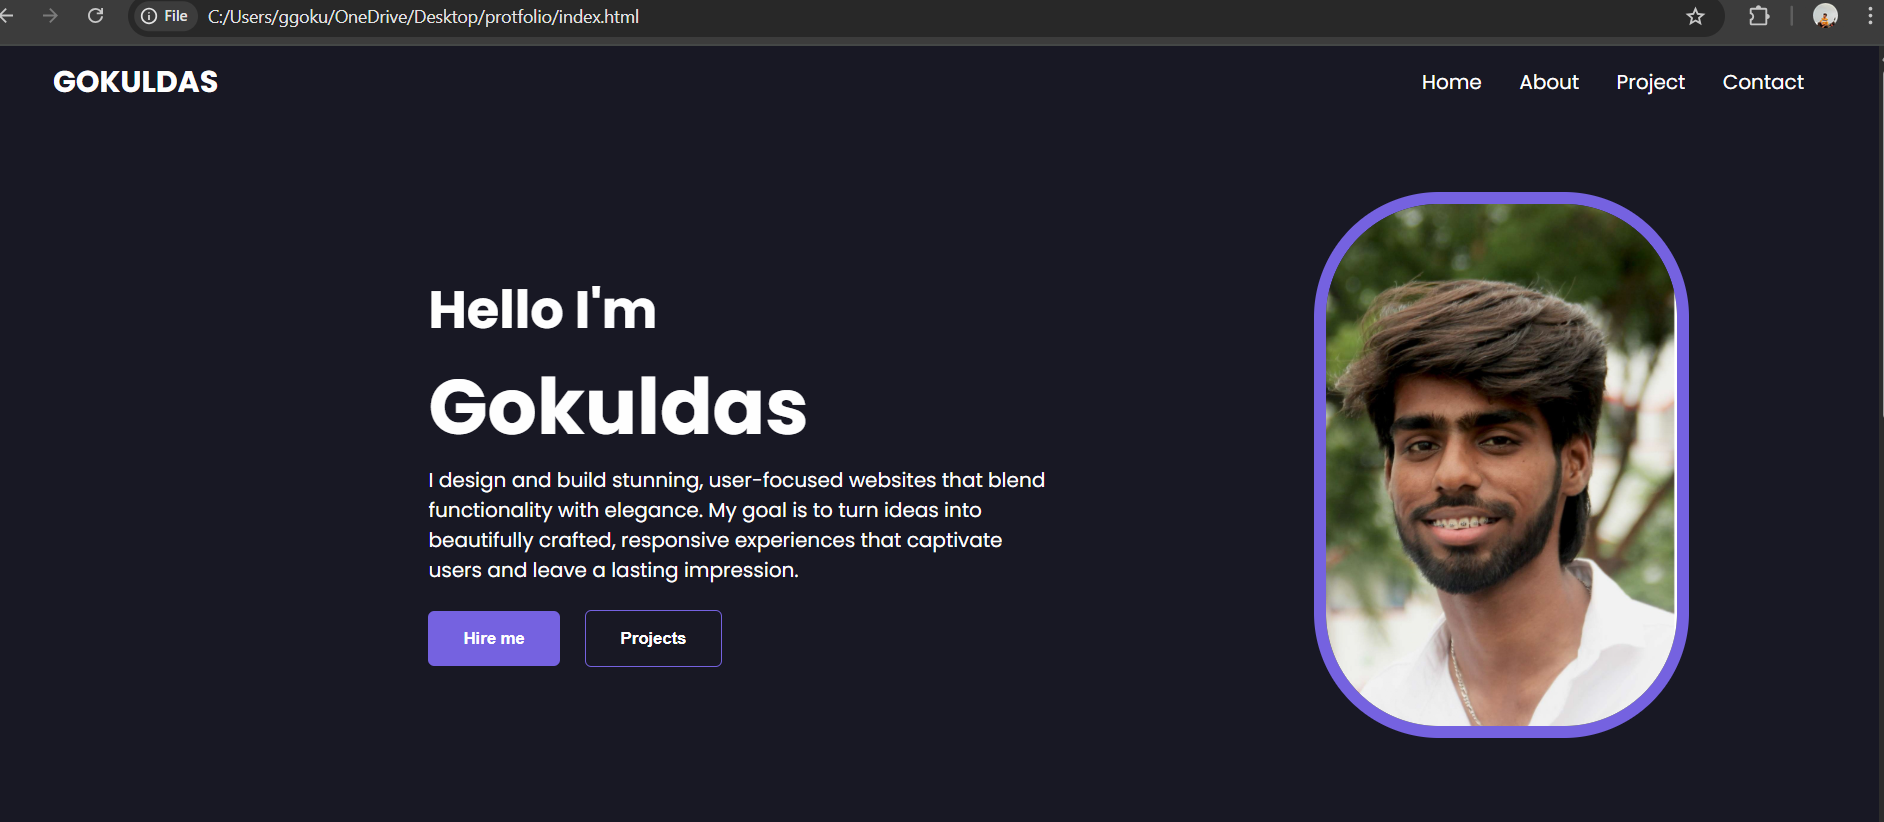 File C:/Users/ggoku/OneDrive/Desktop/protfolio/index.html
GOKULDAS
Home About Project Contact
Hello I'm
Gokuldas
I design and build stunning, user-focused websites that blend
functionality with elegance. My goal is to turn ideas into
beautifully crafted, responsive experiences that captivate
users and leave a lasting impression.
Hire me Projects